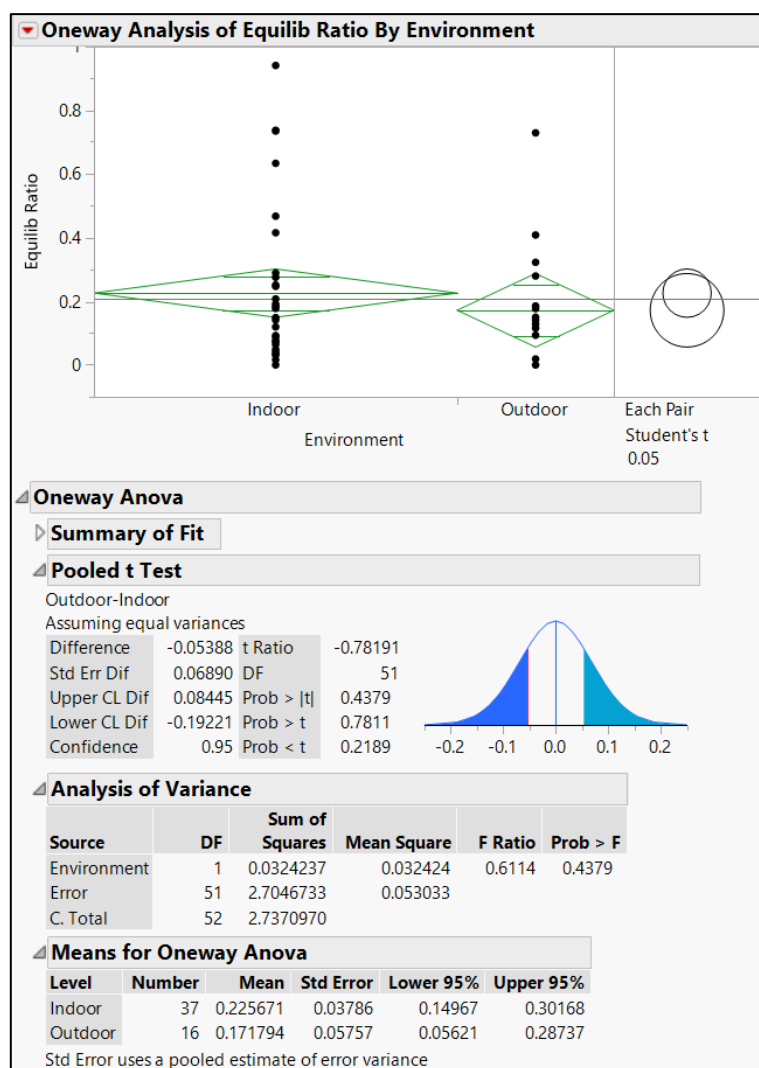 Oneway Analysis of Equilib Ratio By Environment
1
0.8
0.6
0.4
0.2
0
Equilib Ratio
Indoor Outdoor Each Pair
Environment Student's t
0.05
Oneway Anova
Summary of Fit
Pooled t Test
Outdoor-Indoor
Assuming equal variances
Difference -0.05388 t Ratio -0.78191
Std Err Dif 0.06890 DF 51
Upper CL Dif 0.08445 Prob > |t| 0.4379
Lower CL Dif -0.19221 Prob > t 0.7811
Confidence 0.95 Prob < t 0.2189
-0.2 -0.1 0.0 0.1 0.2
Analysis of Variance
Sum of
Source DF Squares Mean Square F Ratio Prob > F
Environment 1 0.0324237 0.032424 0.6114 0.4379
Error 51 2.7046733 0.053033
C. Total 52 2.7370970
Means for Oneway Anova
Level Number Mean Std Error Lower 95% Upper 95%
Indoor 37 0.225671 0.03786 0.14967 0.30168
Outdoor 16 0.171794 0.05757 0.05621 0.28737
Std Error uses a pooled estimate of error variance